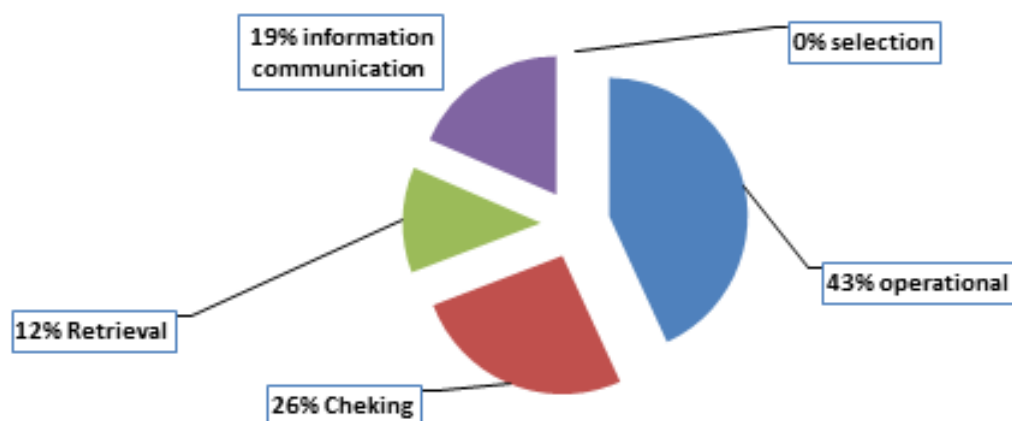 19% information
communication
0% selection
43% operational
12% Retrieval
26% Cheking